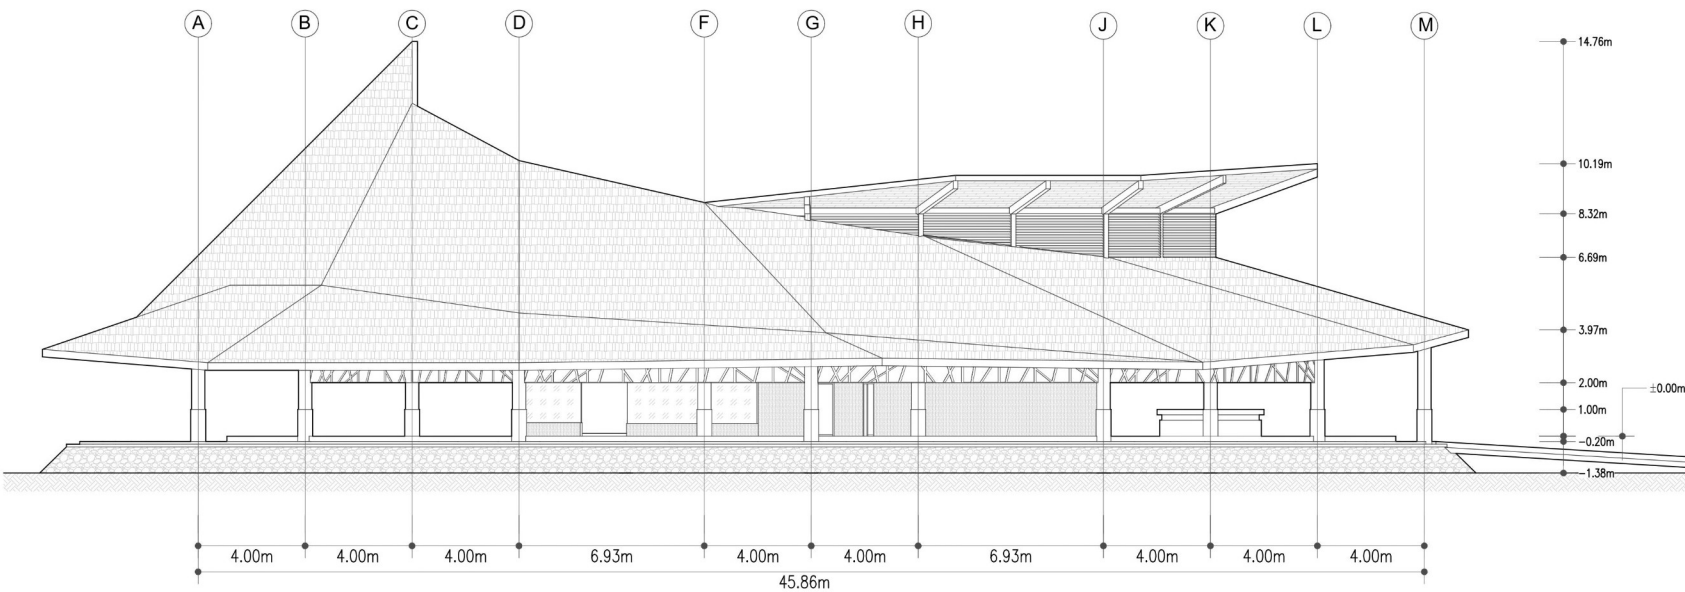 A B C D F G H J K L M
14.76m
10.19m
8.32m
6.69m
3.97m
2.00m
±0.00m
1.00m
-0.20m
-1.38m
4.00m 4.00m 4.00m 6.93m 4.00m 4.00m 6.93m 4.00m 4.00m 4.00m
45.86m